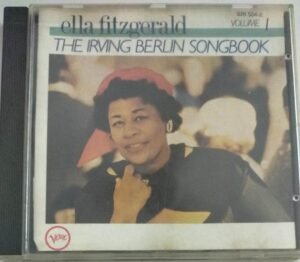 ella fitzgerald
VOLUME 1
THE IRVING BERLIN SONGBOOK
Verve